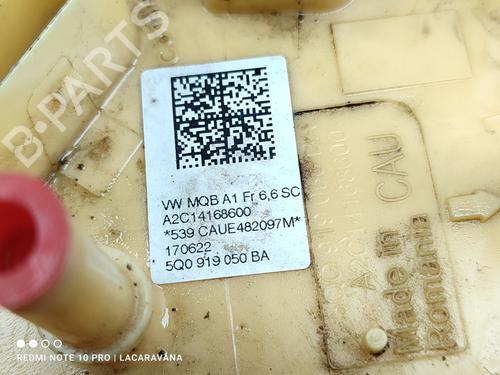 B-PARTS
VW MQB A1 Fr 6,6 SC
A2C14168600
*539 CAUE482097M*
170622
5Q0 919 050 BA
CAU
Made in
Romania
REDMI NOTE 10 PRO | LACARAVANA